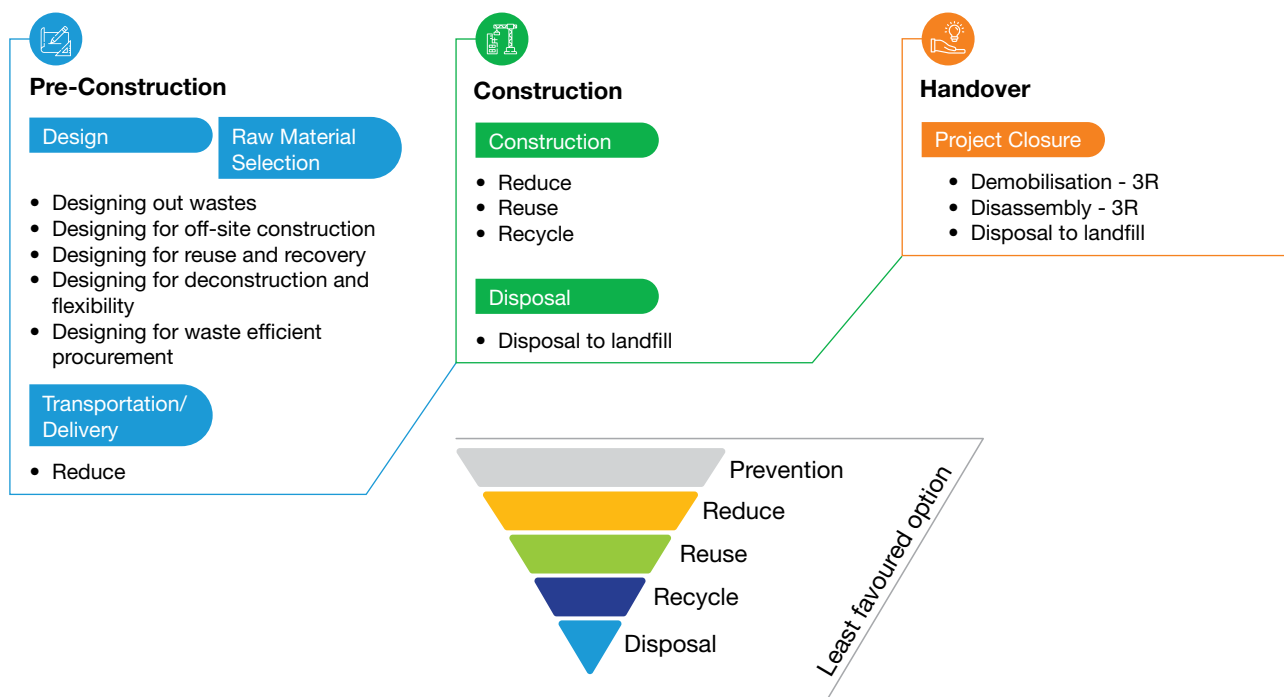 Pre-Construction
Design
Raw Material
Selection
• Designing out wastes
• Designing for off-site construction
• Designing for reuse and recovery
• Designing for deconstruction and
flexibility
• Designing for waste efficient
procurement
Transportation/
Delivery
• Reduce
Construction
Construction
• Reduce
• Reuse
• Recycle
Disposal
• Disposal to landfill
Handover
Project Closure
• Demobilisation - 3R
• Disassembly - 3R
• Disposal to landfill
Prevention
Reduce
Reuse
Recycle
Disposal
Least favoured option